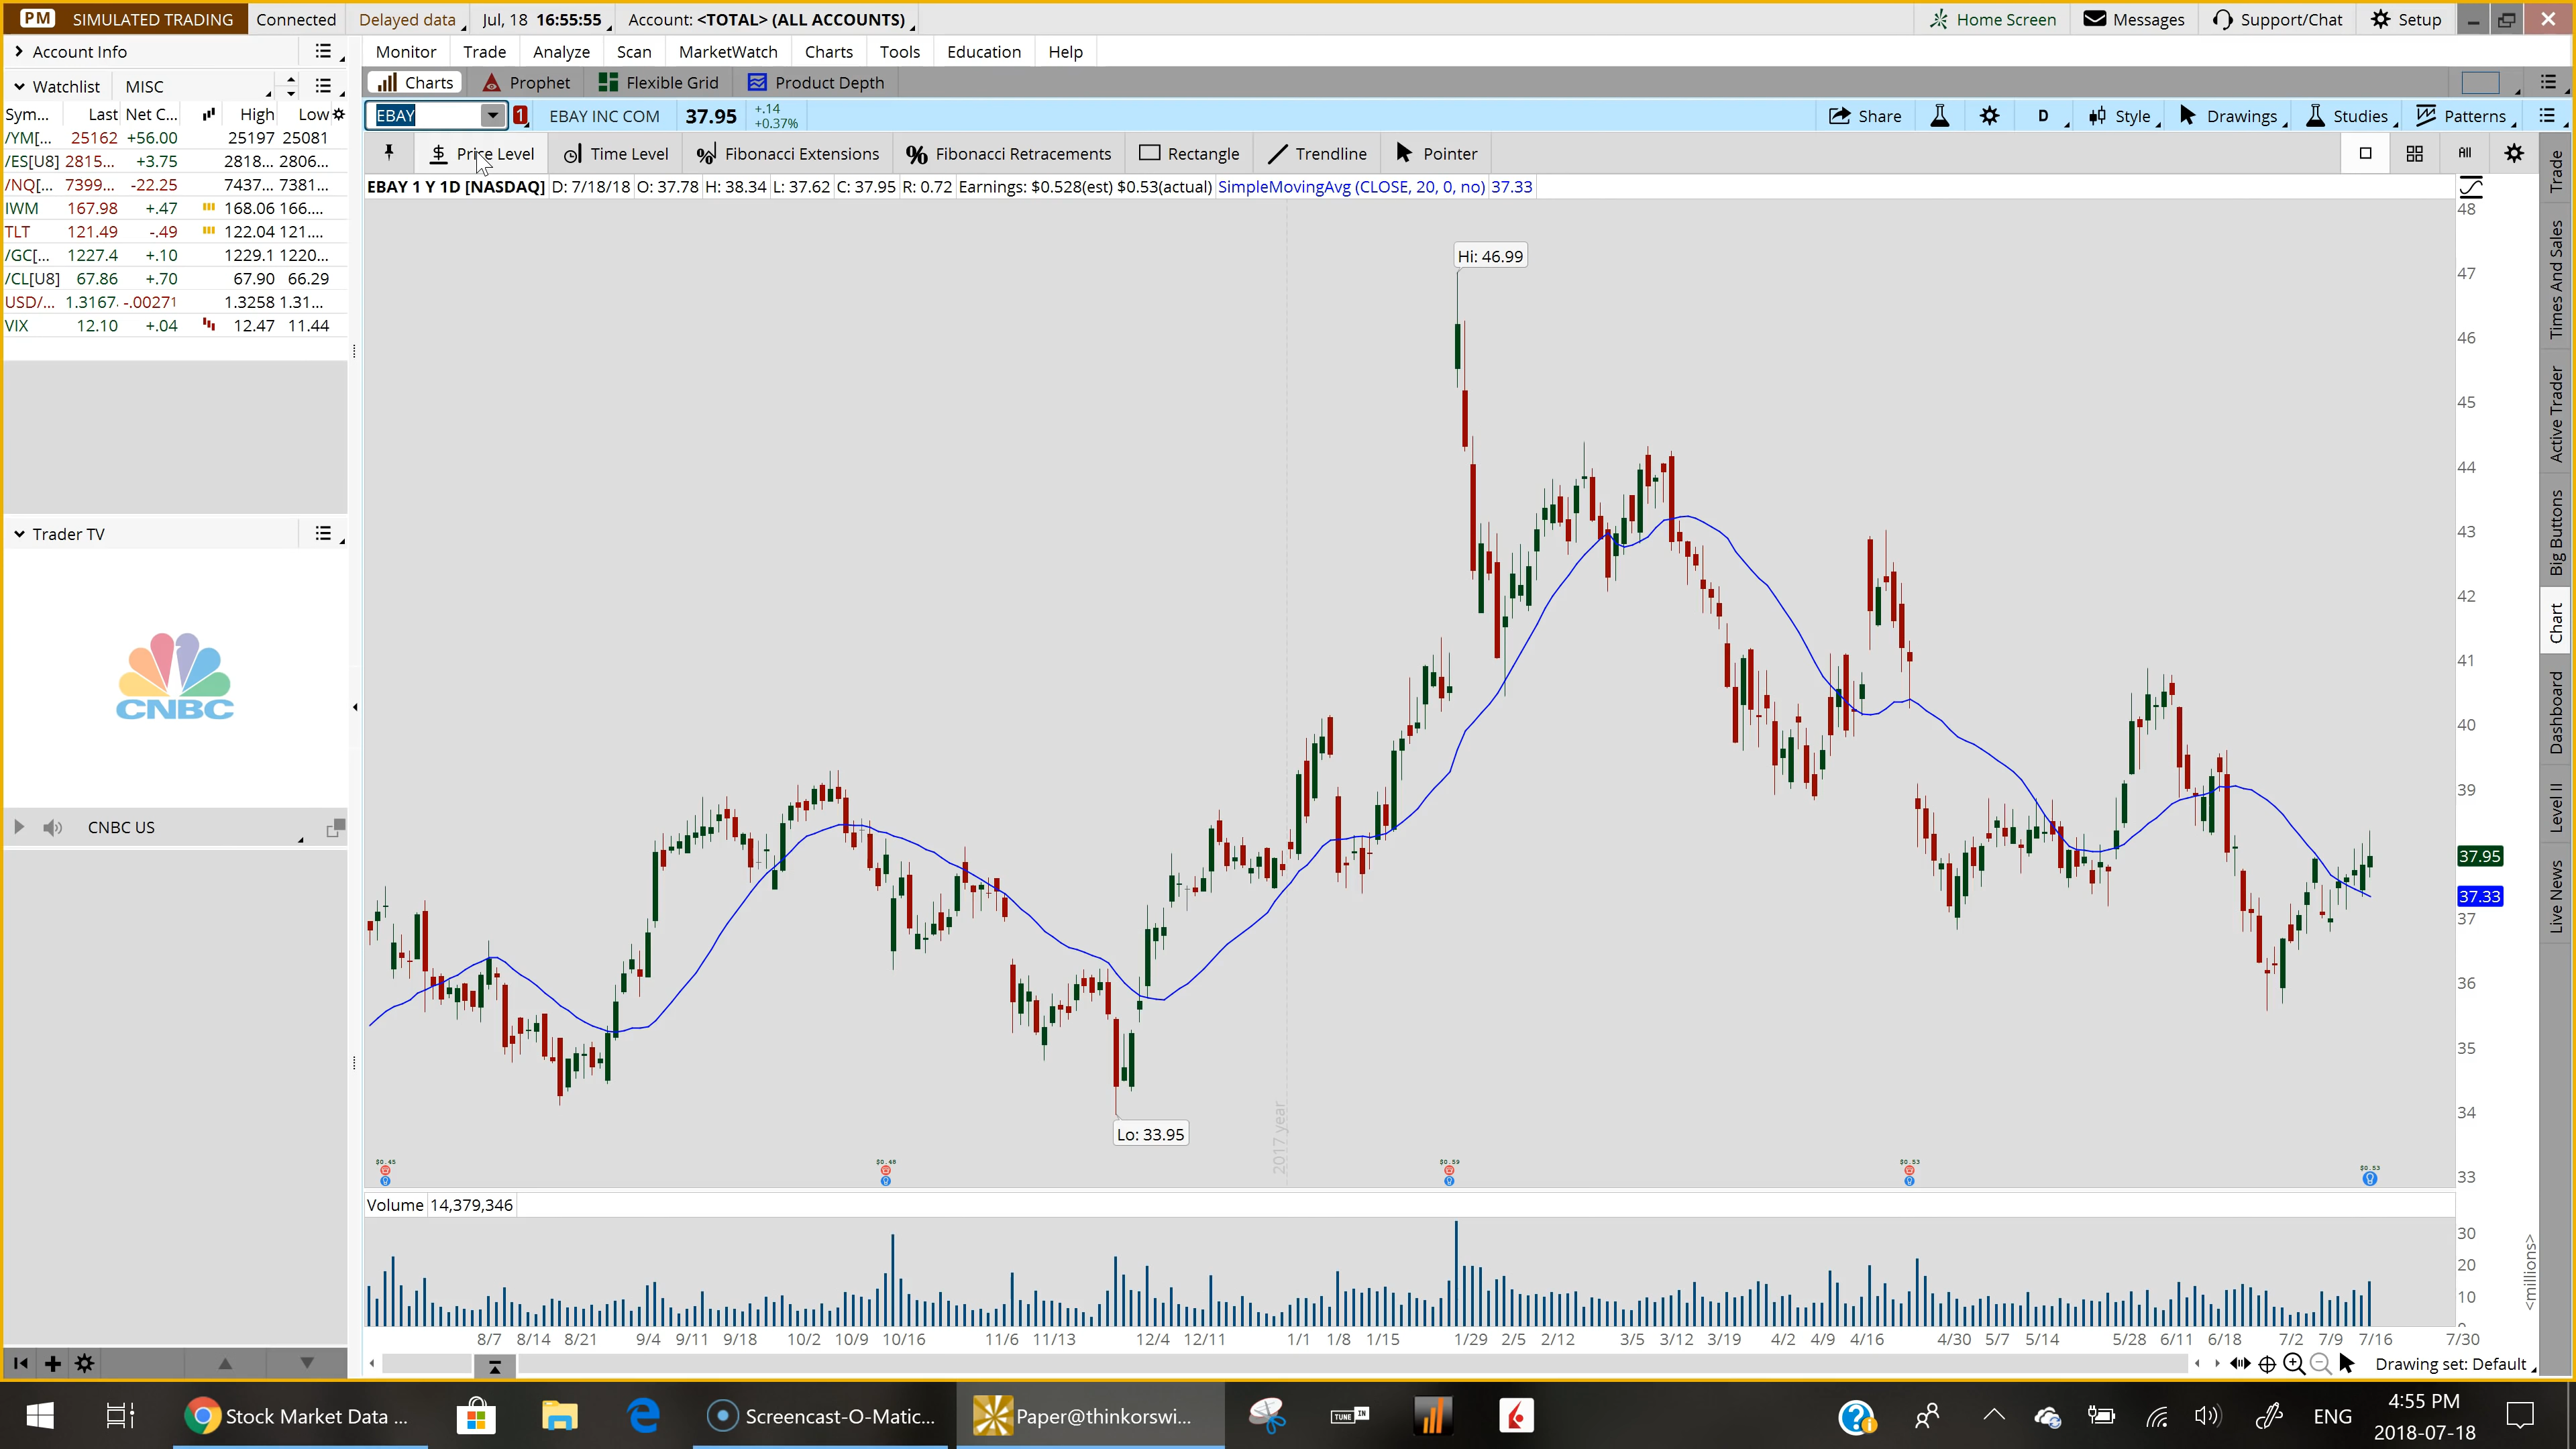 PM SIMULATED TRADING Connected Delayed data Jul, 18 16:55:55 Account: <TOTAL> (ALL ACCOUNTS) Home Screen Messages Support/Chat Setup
Account Info Monitor Trade Analyze Scan MarketWatch Charts Tools Education Help
Watchlist MISC Charts Prophet Flexible Grid Product Depth
Sym... Last Net C... High Low
EBAY 1 EBAY INC COM 37.95 +.14 +0.37% Share D Style Drawings Studies Patterns
/YM[... 25162 +56.00 25197 25081
/ES[U8] 2815... +3.75 2818... 2806...
/NQ[... 7399... -22.25 7437... 7381...
IWM 167.98 +.47 168.06 166....
TLT 121.49 -.49 122.04 121....
/GC[... 1227.4 +.10 1229.1 1220...
/CL[U8] 67.86 +.70 67.90 66.29
USD/... 1.3167 -.00271 1.3258 1.31...
VIX 12.10 +.04 12.47 11.44
Price Level Time Level Fibonacci Extensions Fibonacci Retracements Rectangle Trendline Pointer All
EBAY 1 Y 1D [NASDAQ] D: 7/18/18 O: 37.78 H: 38.34 L: 37.62 C: 37.95 R: 0.72 Earnings: $0.528(est) $0.53(actual) SimpleMovingAvg (CLOSE, 20, 0, no) 37.33
Trader TV
CNBC
CNBC US
Hi: 46.99
Lo: 33.95
2017 year
48
47
46
45
44
43
42
41
40
39
37.95
37.33
37
36
35
34
33
$0.45 $0.48 $0.59 $0.53 $0.53
Volume 14,379,346
30
20
10
<millions>
8/7 8/14 8/21 9/4 9/11 9/18 10/2 10/9 10/16 11/6 11/13 12/4 12/11 1/1 1/8 1/15 1/29 2/5 2/12 3/5 3/12 3/19 4/2 4/9 4/16 4/30 5/7 5/14 5/28 6/11 6/18 7/2 7/9 7/16 7/30
Drawing set: Default
Trade
Times And Sales
Active Trader
Big Buttons
Chart
Dashboard
Level II
Live News
Stock Market Data ... Screencast-O-Matic... Paper@thinkorswi... TUNE IN ENG 4:55 PM
2018-07-18